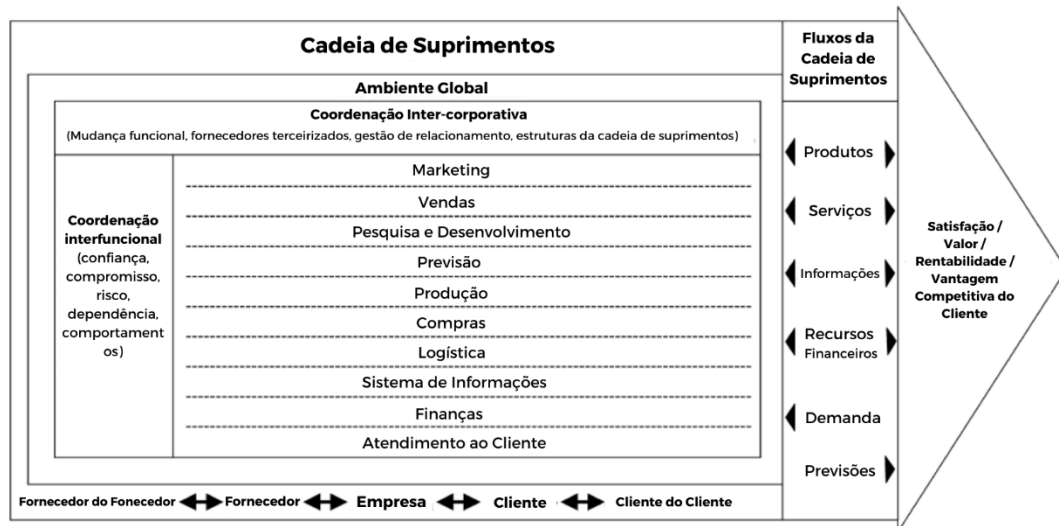 Cadeia de Suprimentos
Fluxos da
Cadeia de
Suprimentos
Ambiente Global
Coordenação Inter-corporativa
(Mudança funcional, fornecedores terceirizados, gestão de relacionamento, estruturas da cadeia de suprimentos)
Coordenação
interfuncional
(confiança,
compromisso,
risco,
dependência,
comportament
os)
Marketing
Vendas
Pesquisa e Desenvolvimento
Previsão
Produção
Compras
Logística
Sistema de Informações
Finanças
Atendimento ao Cliente
Produtos
Serviços
Informações
Recursos
Financeiros
Demanda
Previsões
Satisfação /
Valor /
Rentabilidade /
Vantagem
Competitiva do
Cliente
Fornecedor do Fonecedor Fornecedor Empresa Cliente Cliente do Cliente